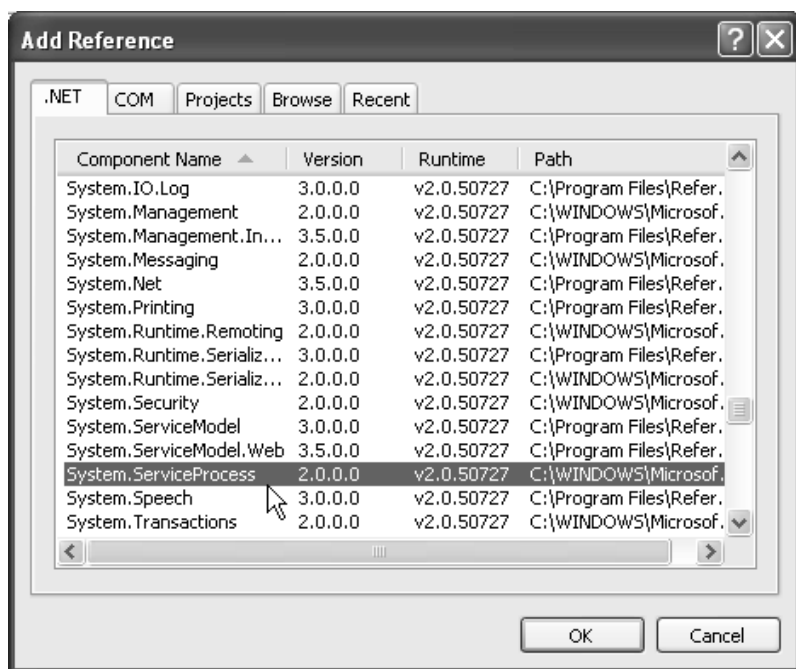 Add Reference
.NET COM Projects Browse Recent
Component Name Version Runtime Path
System.IO.Log 3.0.0.0 v2.0.50727 C:\Program Files\Refer.
System.Management 2.0.0.0 v2.0.50727 C:\WINDOWS\Microsof.
System.Management.In... 3.5.0.0 v2.0.50727 C:\Program Files\Refer.
System.Messaging 2.0.0.0 v2.0.50727 C:\WINDOWS\Microsof.
System.Net 3.5.0.0 v2.0.50727 C:\Program Files\Refer.
System.Printing 3.0.0.0 v2.0.50727 C:\Program Files\Refer.
System.Runtime.Remoting 2.0.0.0 v2.0.50727 C:\WINDOWS\Microsof.
System.Runtime.Serializ... 3.0.0.0 v2.0.50727 C:\Program Files\Refer.
System.Runtime.Serializ... 2.0.0.0 v2.0.50727 C:\WINDOWS\Microsof.
System.Security 2.0.0.0 v2.0.50727 C:\WINDOWS\Microsof.
System.ServiceModel 3.0.0.0 v2.0.50727 C:\Program Files\Refer.
System.ServiceModel.Web 3.5.0.0 v2.0.50727 C:\Program Files\Refer.
System.ServiceProcess 2.0.0.0 v2.0.50727 C:\WINDOWS\Microsof.
System.Speech 3.0.0.0 v2.0.50727 C:\Program Files\Refer.
System.Transactions 2.0.0.0 v2.0.50727 C:\WINDOWS\Microsof.
OK Cancel